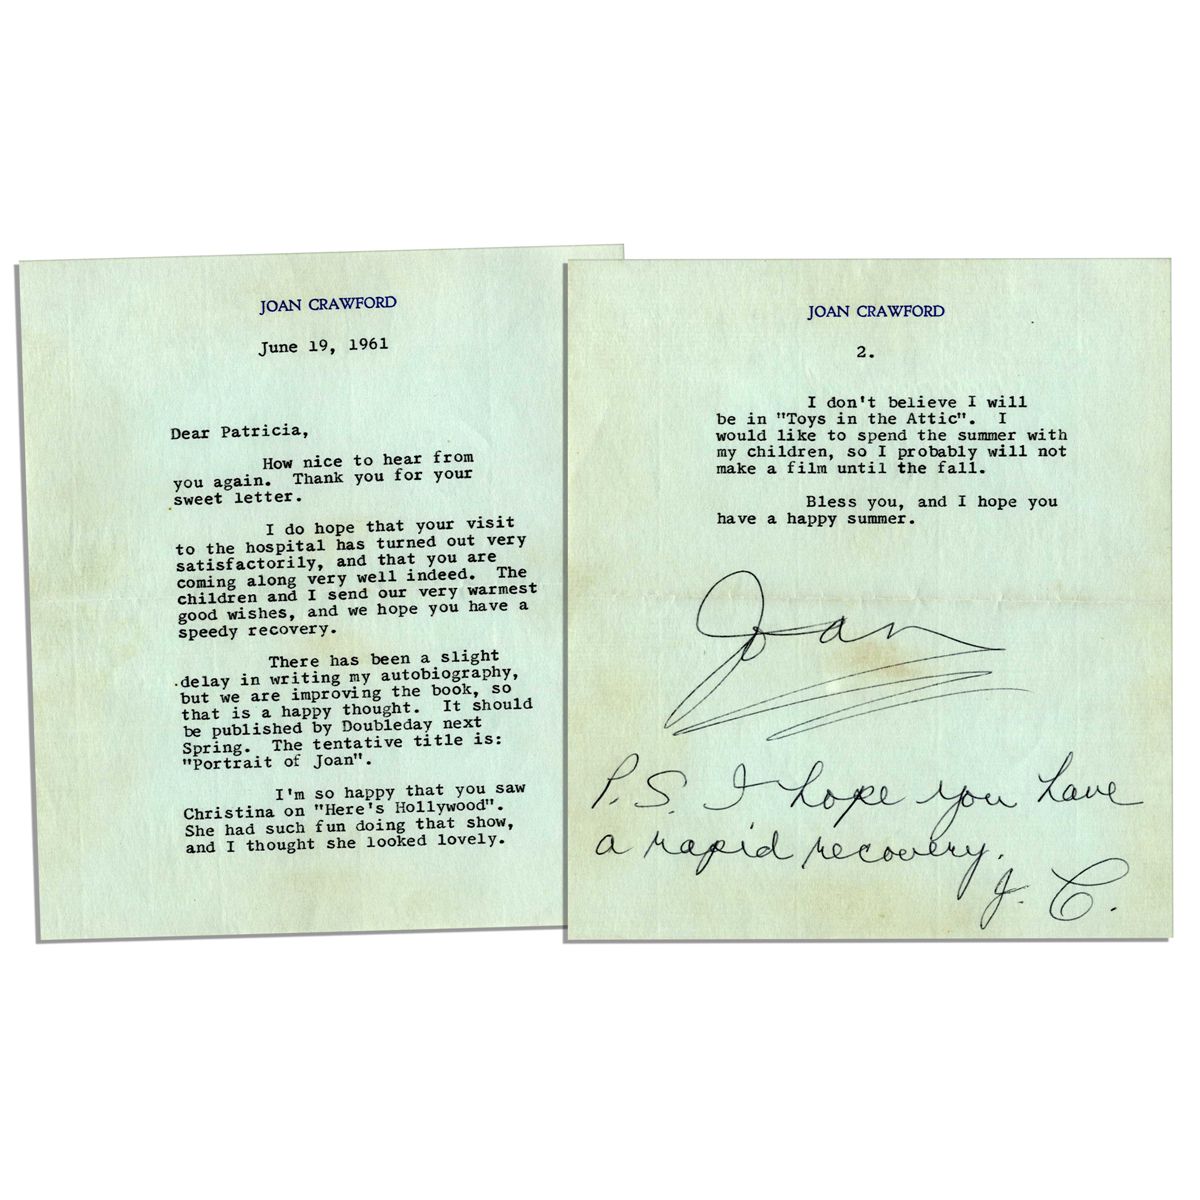 JOAN CRAWFORD
June 19, 1961
Dear Patricia,
How nice to hear from
you again. Thank you for your
sweet letter.
I do hope that your visit
to the hospital has turned out very
satisfactorily, and that you are
coming along very well indeed. The
children and I send our very warmest
good wishes, and we hope you have a
speedy recovery.
There has been a slight
delay in writing my autobiography,
but we are improving the book, so
that is a happy thought. It should
be published by Doubleday next
Spring. The tentative title is:
"Portrait of Joan".
I'm so happy that you saw
Christina on "Here's Hollywood".
She had such fun doing that show,
and I thought she looked lovely.
JOAN CRAWFORD
2.
I don't believe I will
be in "Toys in the Attic". I
would like to spend the summer with
my children, so I probably will not
make a film until the fall.
Bless you, and I hope you
have a happy summer.
Joan
P.S. I hope you have
a rapid recovery.
J. C.